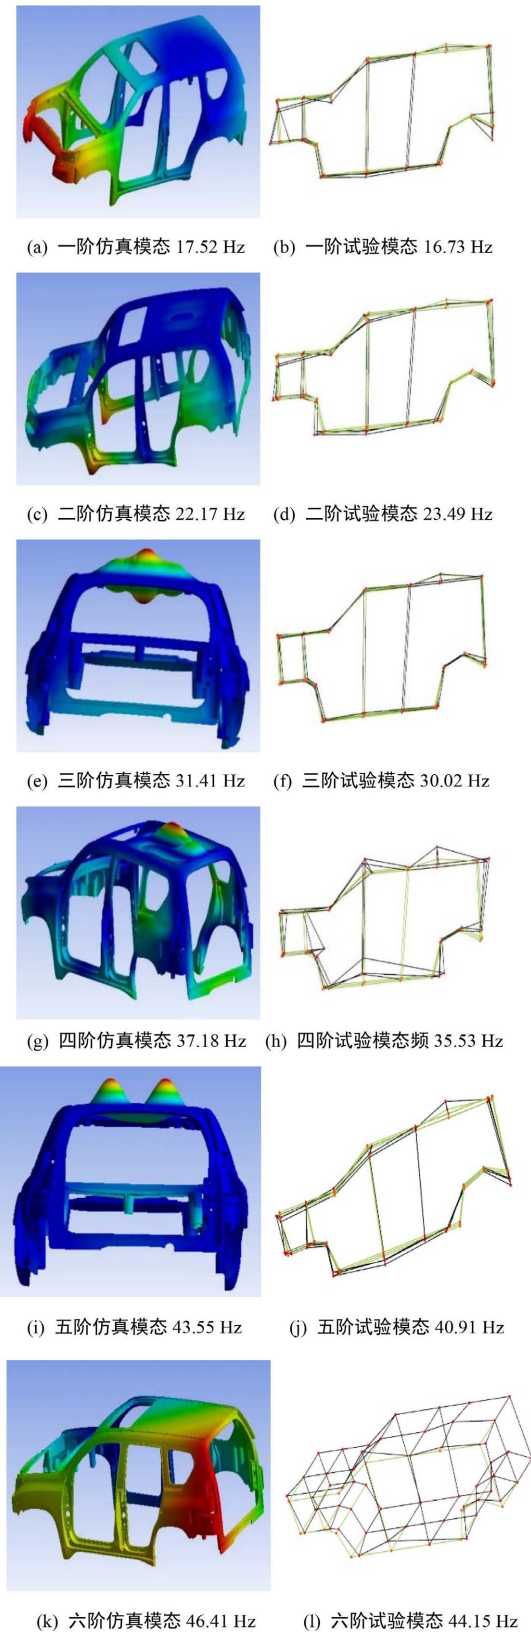 (a) 一阶仿真模态 17.52 Hz (b) 一阶试验模态 16.73 Hz
(c) 二阶仿真模态 22.17 Hz (d) 二阶试验模态 23.49 Hz
(e) 三阶仿真模态 31.41 Hz (f) 三阶试验模态 30.02 Hz
(g) 四阶仿真模态 37.18 Hz (h) 四阶试验模态频 35.53 Hz
(i) 五阶仿真模态 43.55 Hz (j) 五阶试验模态 40.91 Hz
(k) 六阶仿真模态 46.41 Hz (l) 六阶试验模态 44.15 Hz